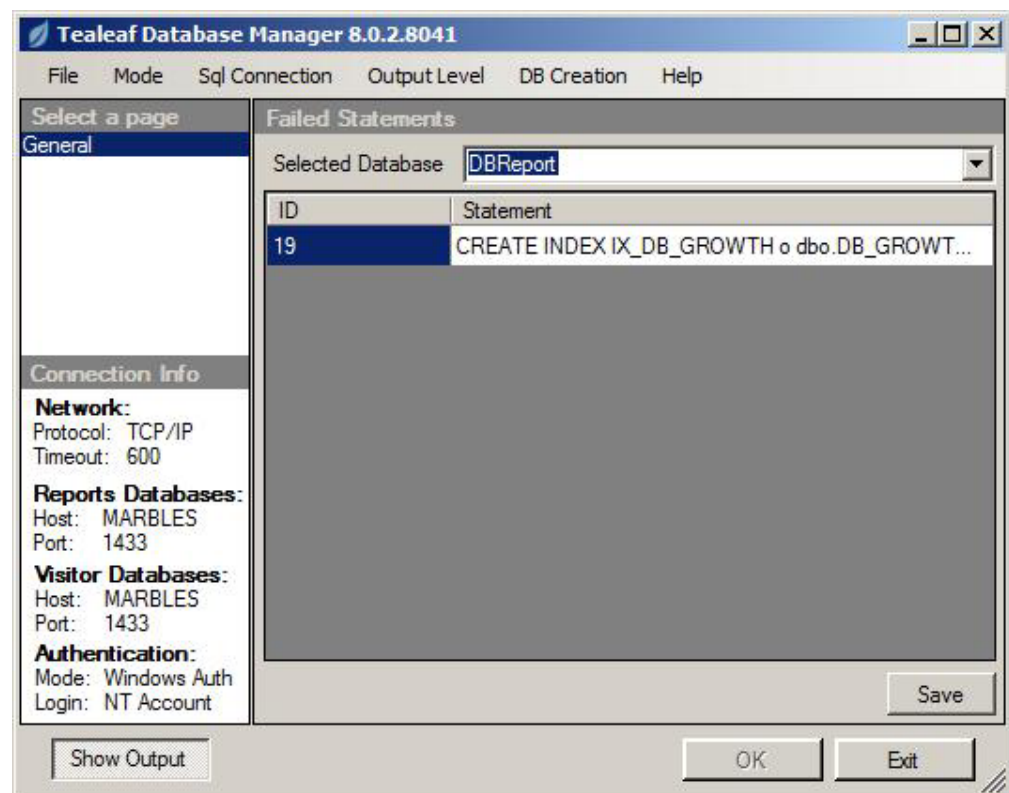 Tealeaf Database Manager 8.0.2.8041
File Mode Sql Connection Output Level DB Creation Help
Select a page
General
Failed Statements
Selected Database DBReport
ID Statement
19 CREATE INDEX IX_DB_GROWTH o dbo.DB_GROWT...
Connection Info
Network:
Protocol: TCP/IP
Timeout: 600
Reports Databases:
Host: MARBLES
Port: 1433
Visitor Databases:
Host: MARBLES
Port: 1433
Authentication:
Mode: Windows Auth
Login: NT Account
Save
Show Output OK Exit